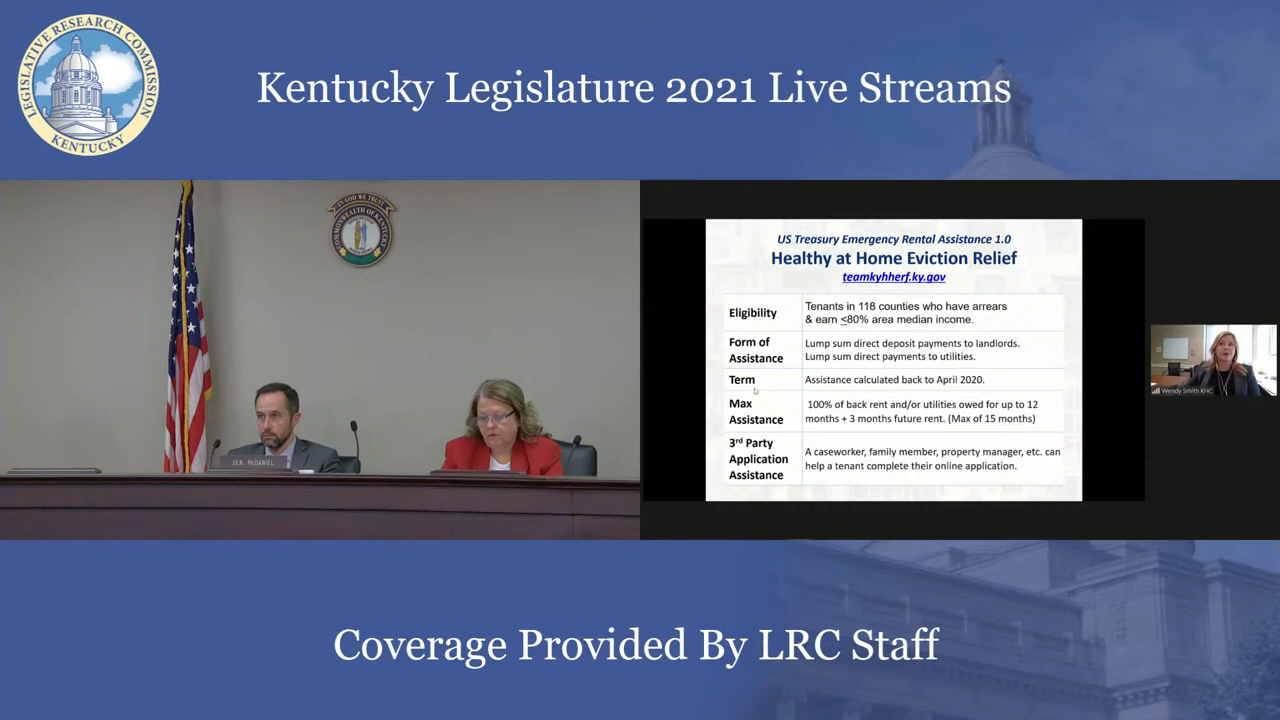 LEGISLATIVE RESEARCH COMMISSION
KENTUCKY
Kentucky Legislature 2021 Live Streams
IN GOD WE TRUST
COMMONWEALTH OF KENTUCKY
SEN. McDANIEL
US Treasury Emergency Rental Assistance 1.0
Healthy at Home Eviction Relief
teamkyhherf.ky.gov
Eligibility
Tenants in 118 counties who have arrears
& earn ≤80% area median income.
Form of
Assistance
Lump sum direct deposit payments to landlords.
Lump sum direct payments to utilities.
Term
Assistance calculated back to April 2020.
Max
Assistance
100% of back rent and/or utilities owed for up to 12
months + 3 months future rent. (Max of 15 months)
3rd Party
Application
Assistance
A caseworker, family member, property manager, etc. can
help a tenant complete their online application.
Wendy Smith KHC
Coverage Provided By LRC Staff